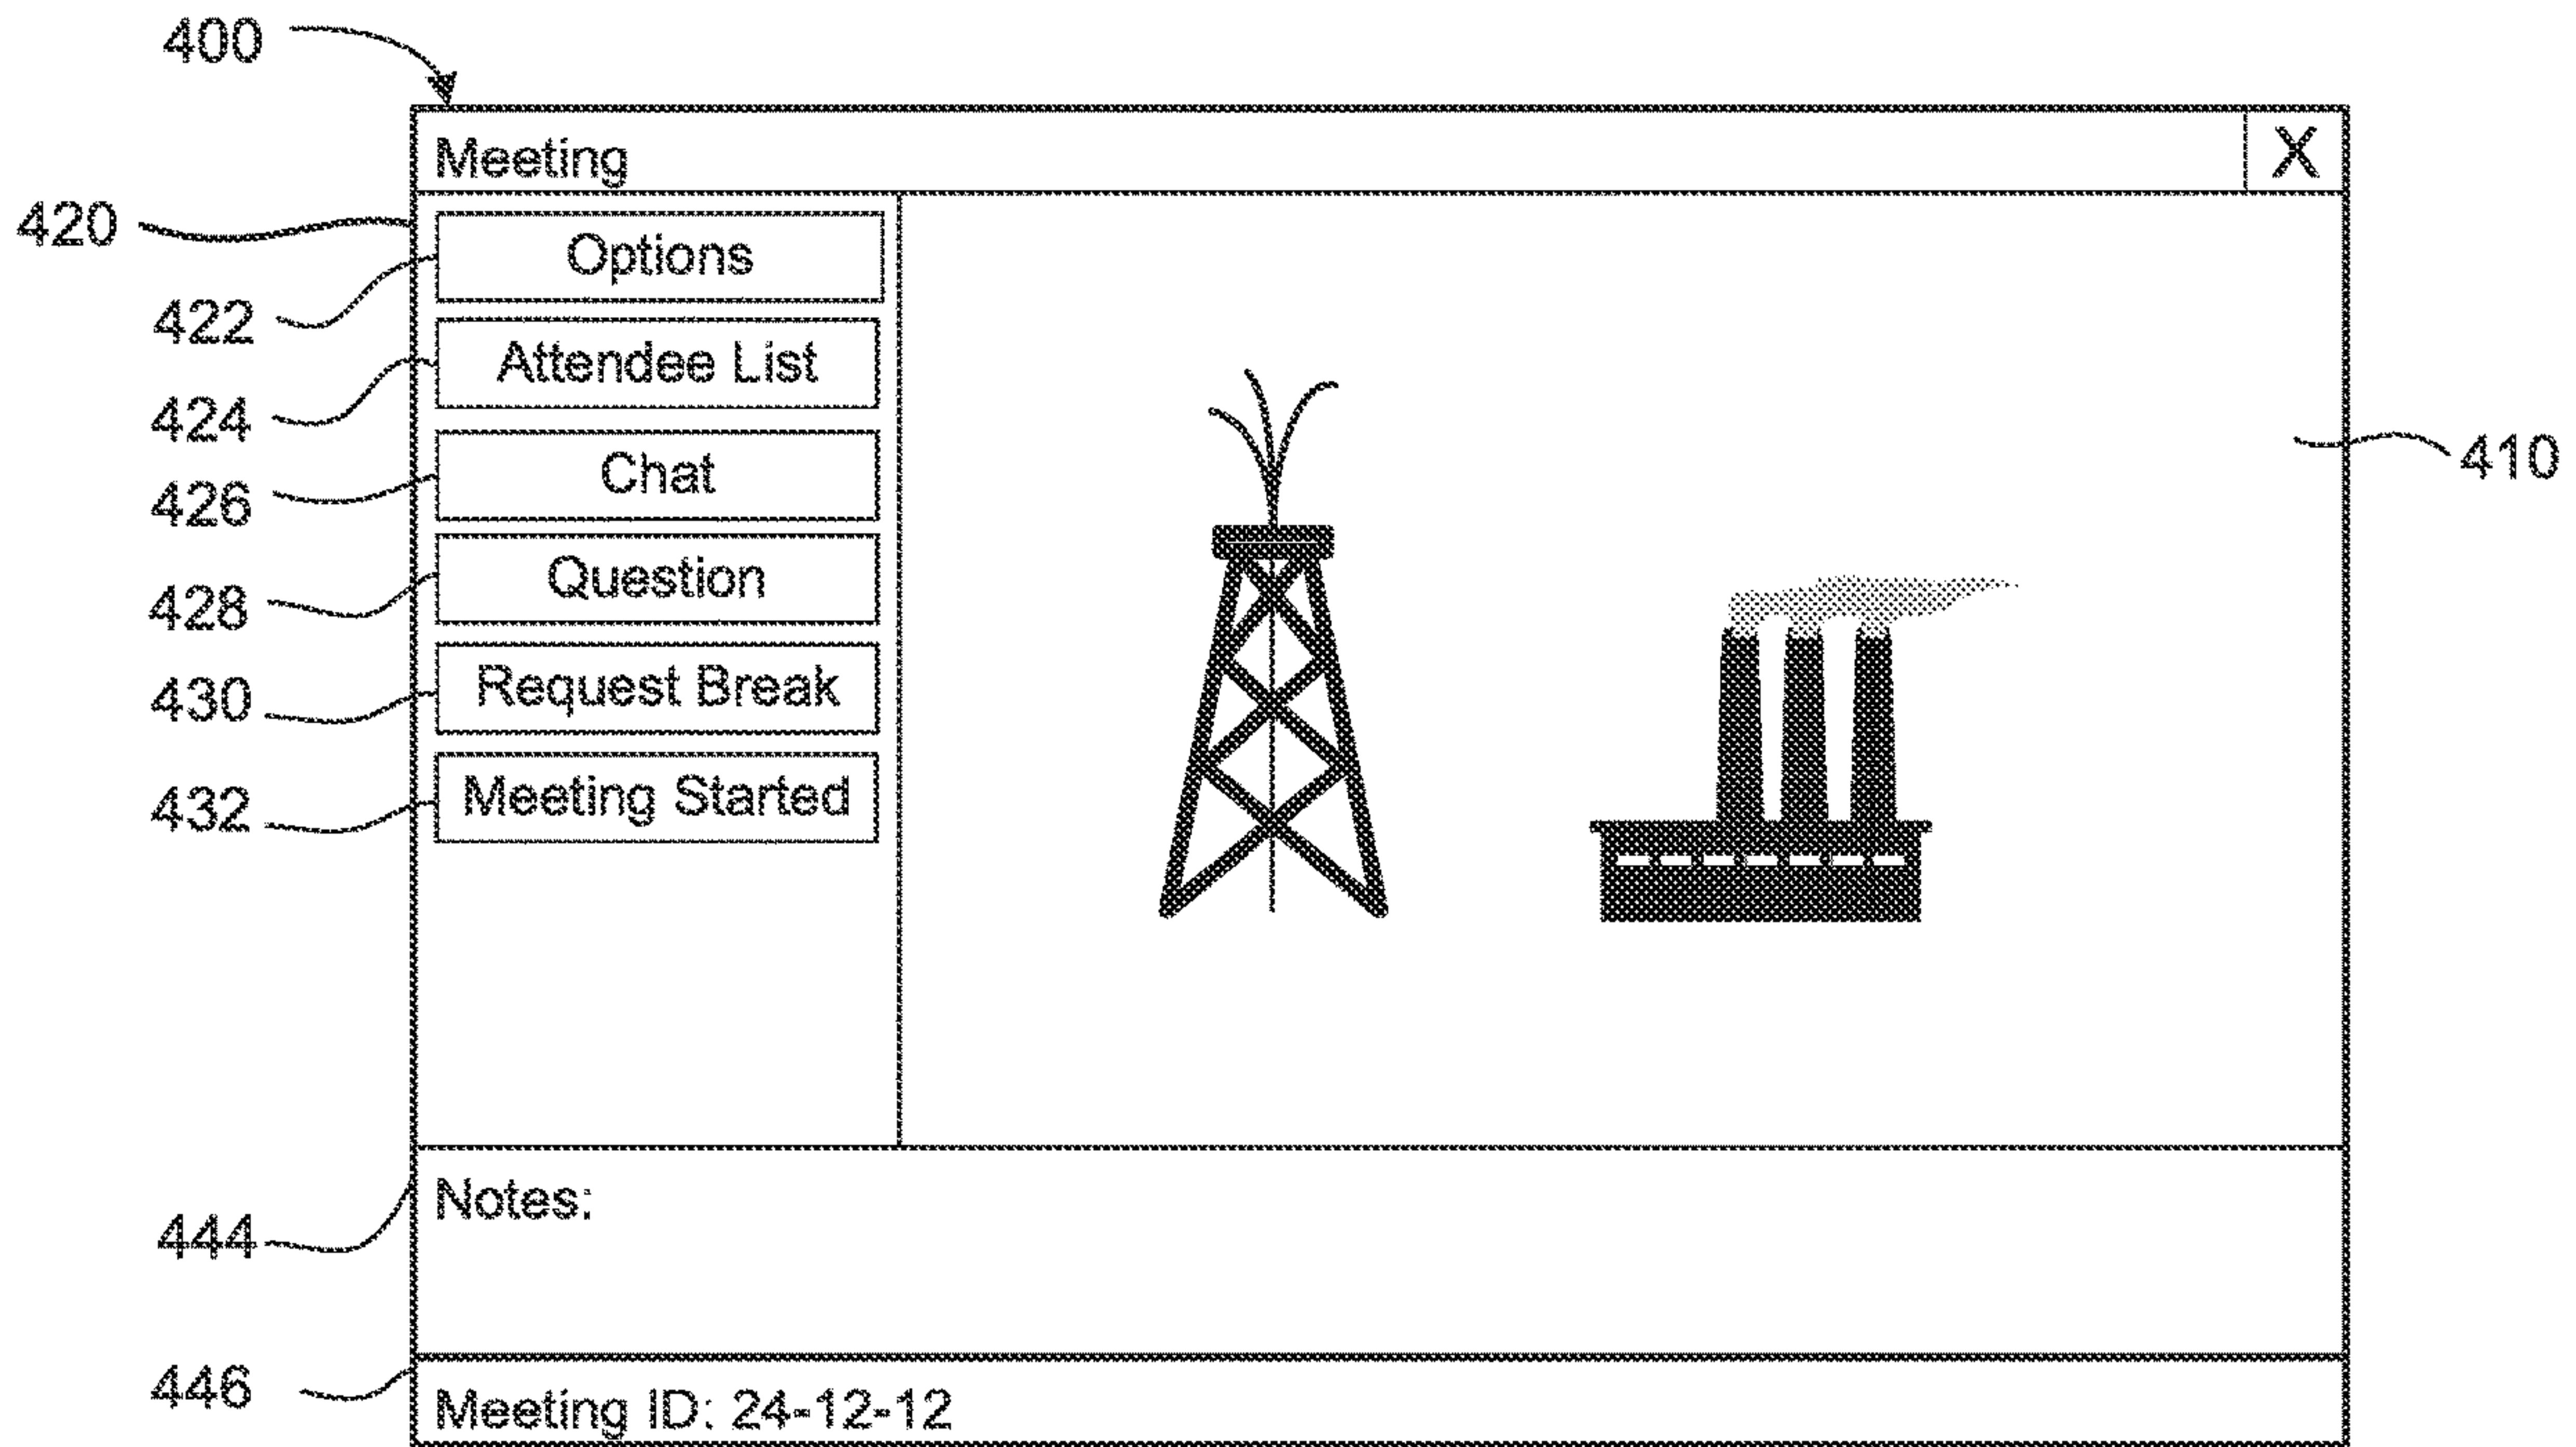 400
Meeting X
420
Options
422
Attendee List
424
Chat
426
410
Question
428
Request Break
430
Meeting Started
432
Notes:
444
446
Meeting ID: 24-12-12